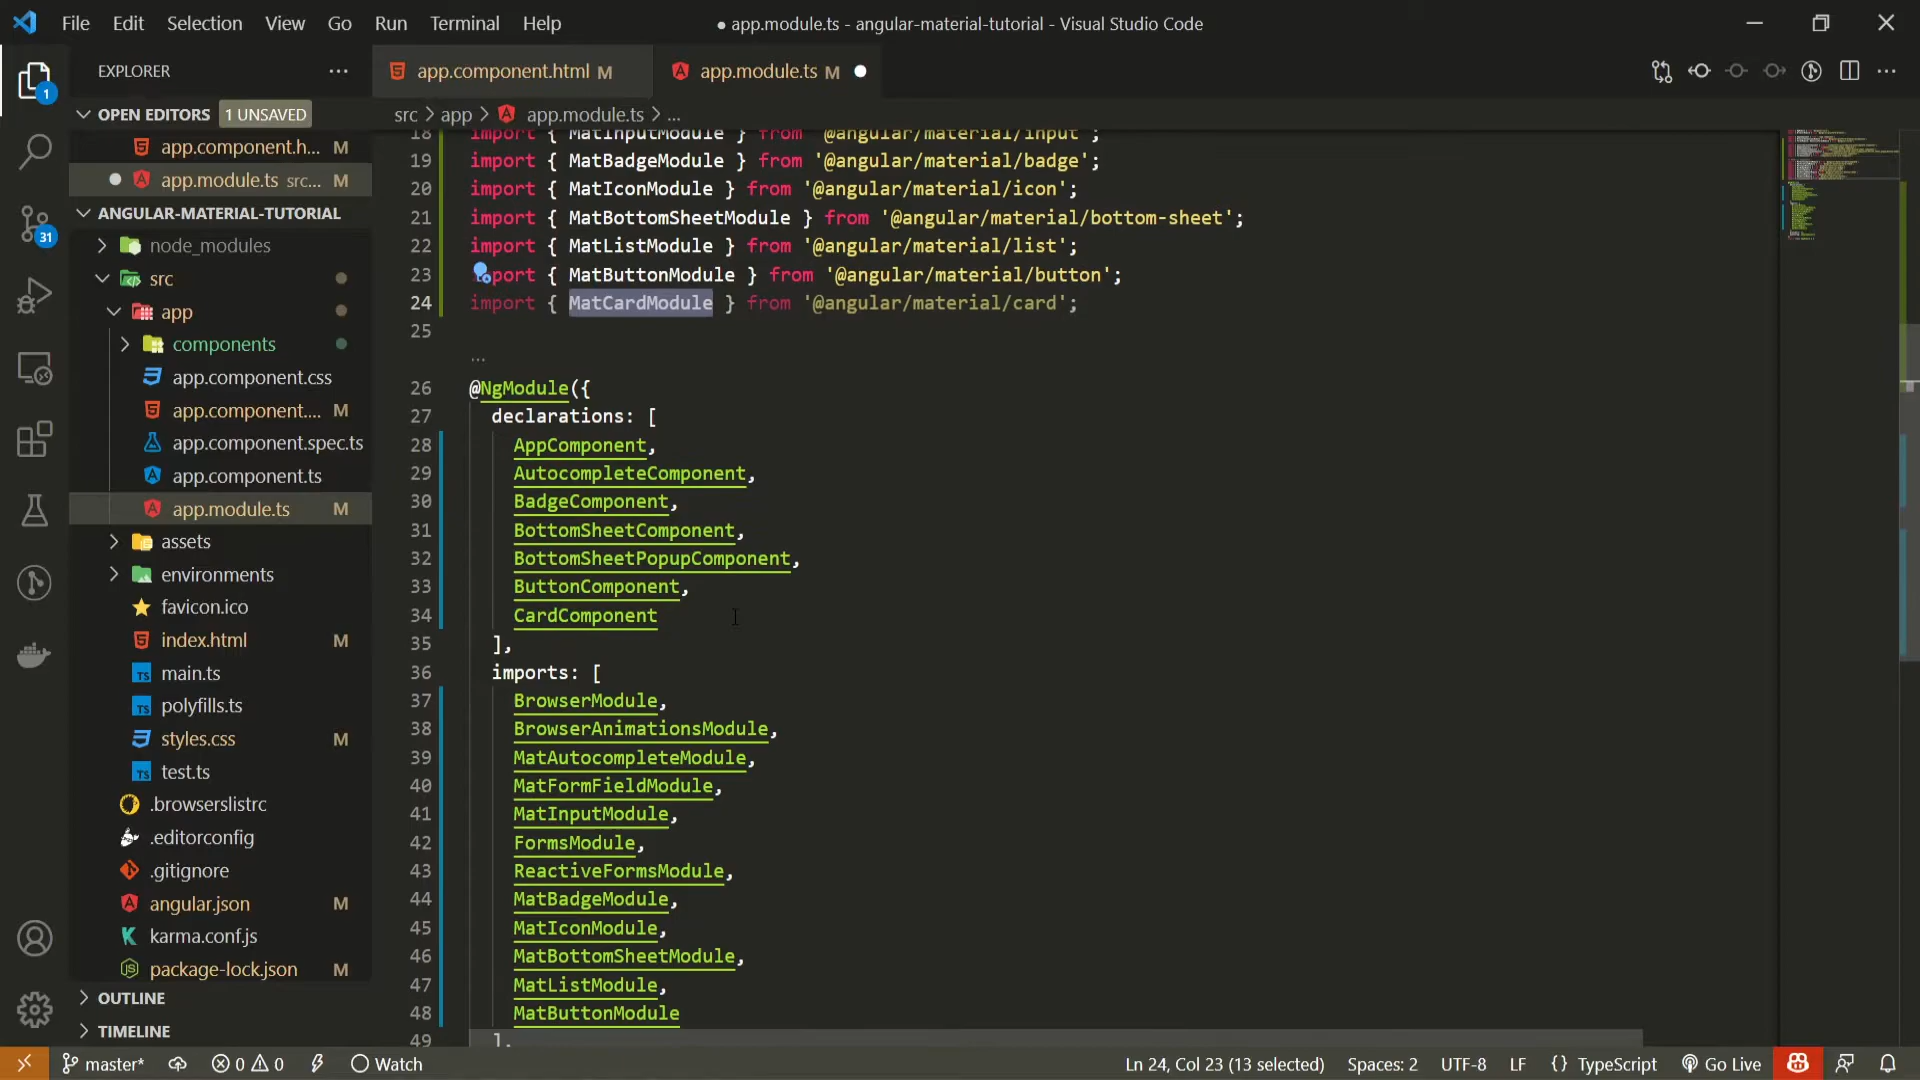 File Edit Selection View Go Run Terminal Help
● app.module.ts - angular-material-tutorial - Visual Studio Code
EXPLORER ···
app.component.html M
app.module.ts M ●
OPEN EDITORS 1 UNSAVED
src > app > app.module.ts > ...
app.component.h... M
app.module.ts src... M
ANGULAR-MATERIAL-TUTORIAL
node_modules
src
app
components
app.component.css
app.component.... M
app.component.spec.ts
app.component.ts
app.module.ts M
assets
environments
favicon.ico
index.html M
main.ts
polyfills.ts
styles.css M
test.ts
.browserslistrc
.editorconfig
.gitignore
angular.json M
karma.conf.js
package-lock.json M
OUTLINE
TIMELINE
1
31
18 import { MatInputModule } from '@angular/material/input';
19 import { MatBadgeModule } from '@angular/material/badge';
20 import { MatIconModule } from '@angular/material/icon';
21 import { MatBottomSheetModule } from '@angular/material/bottom-sheet';
22 import { MatListModule } from '@angular/material/list';
23 import { MatButtonModule } from '@angular/material/button';
24 import { MatCardModule } from '@angular/material/card';
25
...
26 @NgModule({
27 declarations: [
28 AppComponent,
29 AutocompleteComponent,
30 BadgeComponent,
31 BottomSheetComponent,
32 BottomSheetPopupComponent,
33 ButtonComponent,
34 CardComponent
35 ],
36 imports: [
37 BrowserModule,
38 BrowserAnimationsModule,
39 MatAutocompleteModule,
40 MatFormFieldModule,
41 MatInputModule,
42 FormsModule,
43 ReactiveFormsModule,
44 MatBadgeModule,
45 MatIconModule,
46 MatBottomSheetModule,
47 MatListModule,
48 MatButtonModule
49 ],
master* 0 0 Watch
Ln 24, Col 23 (13 selected) Spaces: 2 UTF-8 LF {} TypeScript Go Live